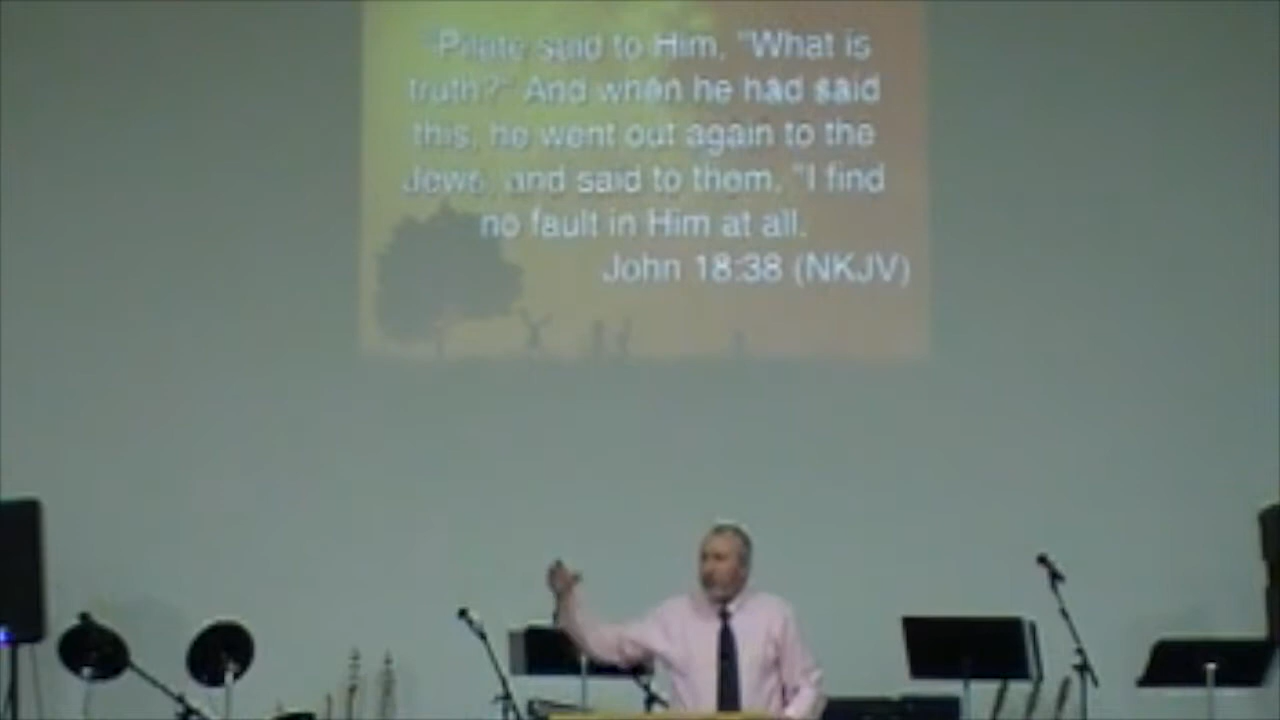 "Pilate said to Him, "What is
truth?" And when he had said
this, he went out again to the
Jews, and said to them, "I find
no fault in Him at all.
John 18:38 (NKJV)